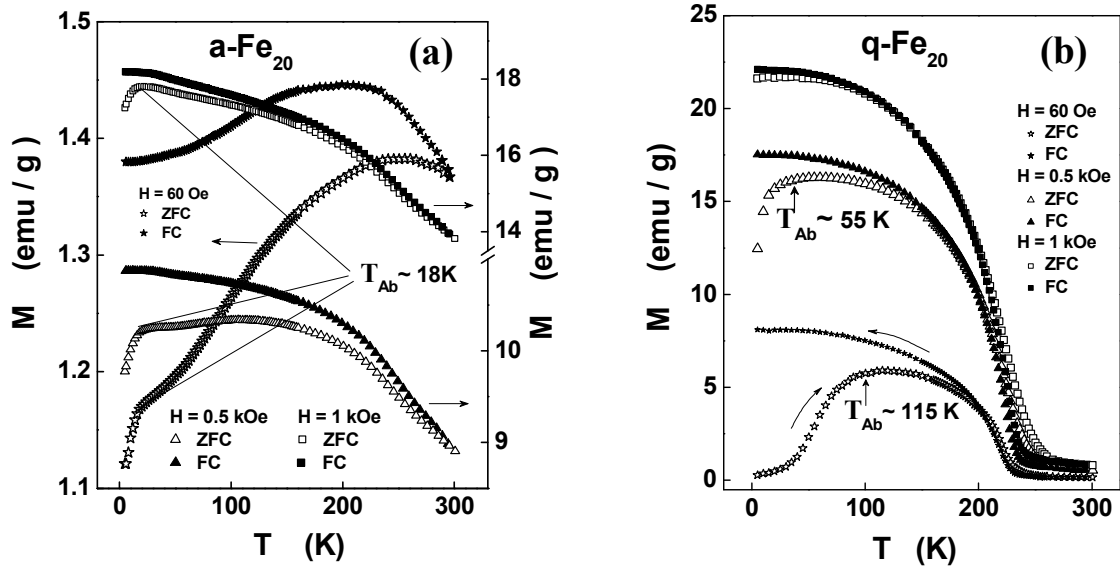 a-Fe20
(a)
1.5
1.4
1.3
1.2
1.1
M (emu / g)
18
16
14
10
9
M (emu / g)
H = 60 Oe
☆ ZFC
★ FC
TAb ~ 18K
H = 0.5 kOe
△ ZFC
▲ FC
H = 1 kOe
□ ZFC
■ FC
0 100 200 300
T (K)
q-Fe20
(b)
25
20
15
10
5
0
M (emu / g)
H = 60 Oe
☆ ZFC
★ FC
H = 0.5 kOe
△ ZFC
▲ FC
H = 1 kOe
□ ZFC
■ FC
TAb ~ 55 K
TAb ~ 115 K
0 100 200 300
T (K)